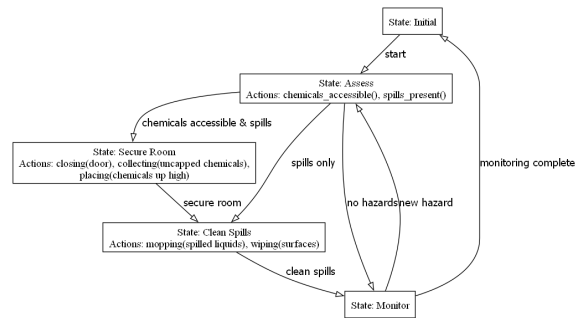 State: Initial
start
State: Assess
Actions: chemicals_accessible(), spills_present()
chemicals accessible & spills
State: Secure Room
Actions: closing(door), collecting(uncapped chemicals),
placing(chemicals up high)
spills only
monitoring complete
secure room
no hazards
new hazard
State: Clean Spills
Actions: mopping(spilled liquids), wiping(surfaces)
clean spills
State: Monitor